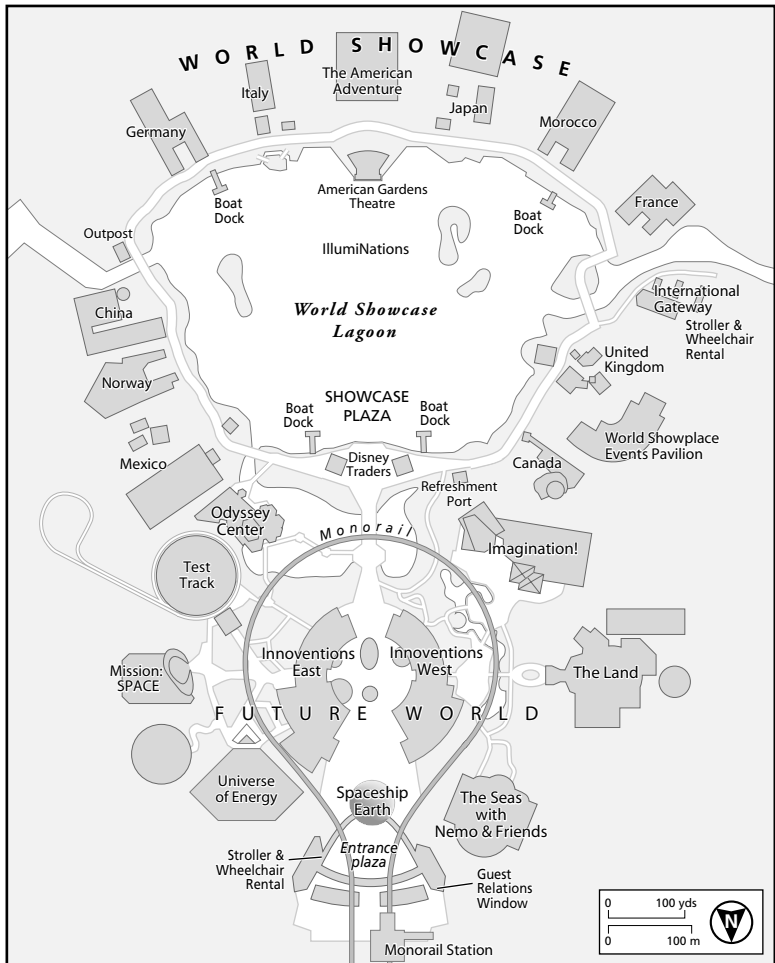 WORLD SHOWCASE
The American
Adventure
Italy
Japan
Germany
Morocco
American Gardens
Theatre
France
Boat
Dock
Boat
Dock
Outpost
IllumiNations
International
Gateway
Stroller &
Wheelchair
Rental
China
World Showcase
Lagoon
United
Kingdom
Norway
SHOWCASE
PLAZA
Boat
Dock
Boat
Dock
World Showplace
Events Pavilion
Mexico
Disney
Traders
Canada
Refreshment
Port
Odyssey
Center
Monorail
Imagination!
Test
Track
Innoventions
East
Innoventions
West
Mission:
SPACE
The Land
FUTURE WORLD
Universe
of Energy
Spaceship
Earth
The Seas
with
Nemo & Friends
Entrance
plaza
Stroller &
Wheelchair
Rental
Guest
Relations
Window
Monorail Station
0 100 yds
0 100 m
N